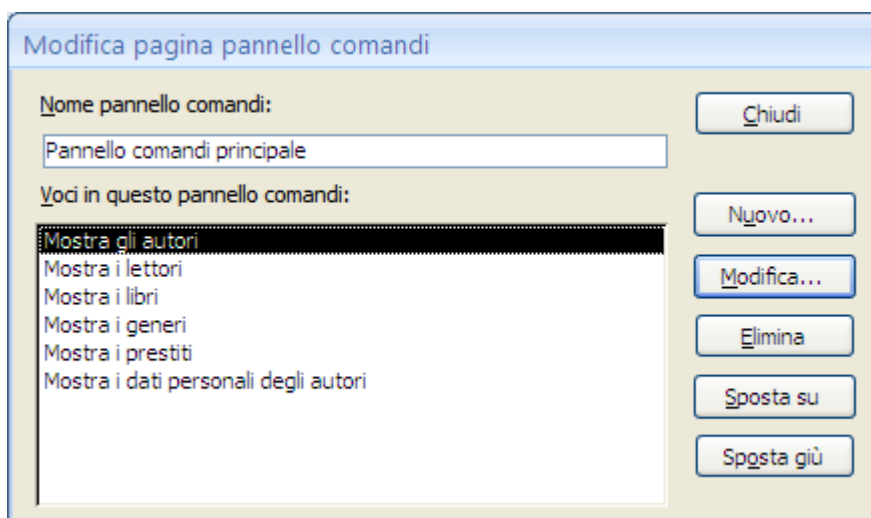 Modifica pagina pannello comandi
Nome pannello comandi:
Chiudi
Pannello comandi principale
Voci in questo pannello comandi:
Nuovo...
Mostra gli autori
Mostra i lettori
Modifica...
Mostra i libri
Mostra i generi
Elimina
Mostra i prestiti
Mostra i dati personali degli autori
Sposta su
Sposta giù